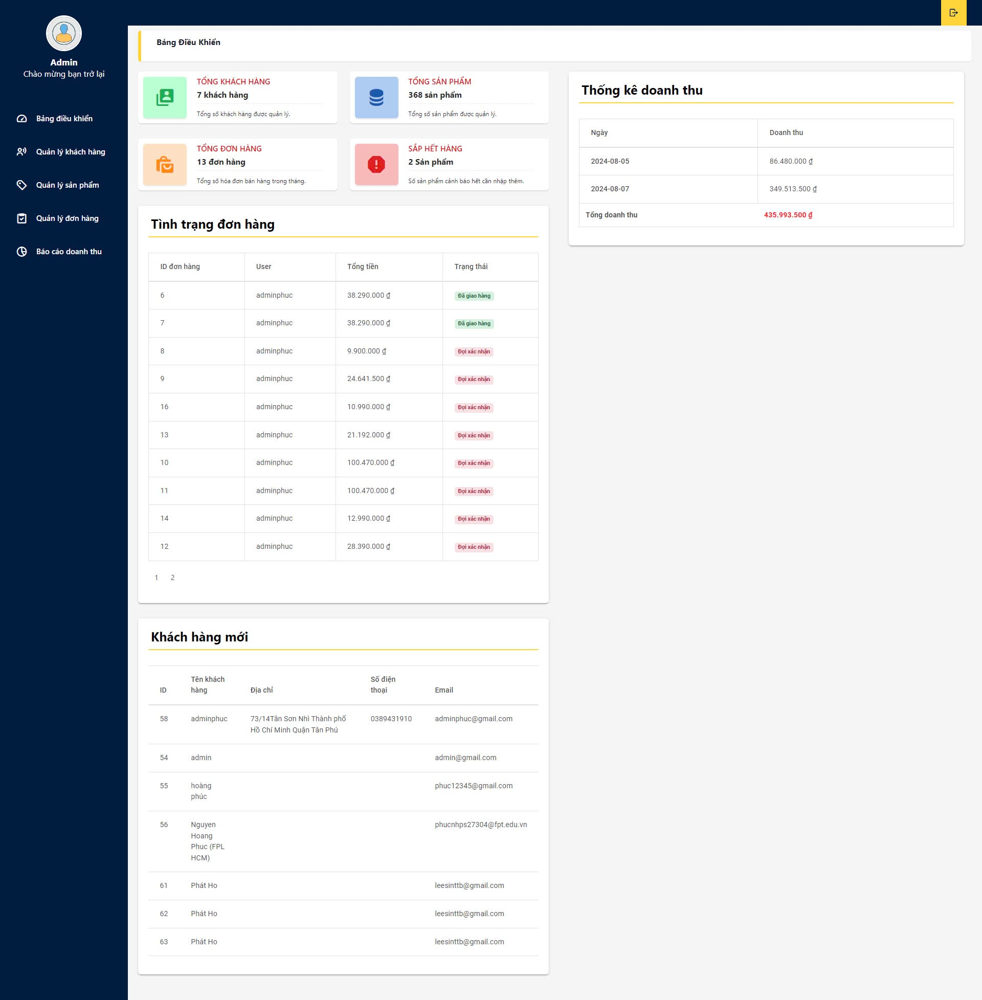 Admin
Chào mừng bạn trở lại
Bảng điều khiển
Quản lý khách hàng
Quản lý sản phẩm
Quản lý đơn hàng
Báo cáo doanh thu
Bảng Điều Khiển
TỔNG KHÁCH HÀNG
7 khách hàng
Tổng số khách hàng được quản lý.
TỔNG SẢN PHẨM
368 sản phẩm
Tổng số sản phẩm được quản lý.
TỔNG ĐƠN HÀNG
13 đơn hàng
Tổng số hóa đơn bán hàng trong tháng.
SẮP HẾT HÀNG
2 Sản phẩm
Số sản phẩm cảnh báo hết cần nhập thêm.
Tình trạng đơn hàng
ID đơn hàng User Tổng tiền Trạng thái
6 adminphuc 38.290.000 ₫ Đã giao hàng
7 adminphuc 38.290.000 ₫ Đã giao hàng
8 adminphuc 9.900.000 ₫ Đợi xác nhận
9 adminphuc 24.641.500 ₫ Đợi xác nhận
16 adminphuc 10.990.000 ₫ Đợi xác nhận
13 adminphuc 21.192.000 ₫ Đợi xác nhận
10 adminphuc 100.470.000 ₫ Đợi xác nhận
11 adminphuc 100.470.000 ₫ Đợi xác nhận
14 adminphuc 12.990.000 ₫ Đợi xác nhận
12 adminphuc 28.390.000 ₫ Đợi xác nhận
1 2
Khách hàng mới
Tên khách Số điện
ID hàng Địa chỉ thoại Email
58 adminphuc 73/14Tân Sơn Nhì Thành phố 0389431910 adminphuc@gmail.com
Hồ Chí Minh Quận Tân Phú
54 admin admin@gmail.com
55 hoàng phuc12345@gmail.com
phúc
56 Nguyen phucnhps27304@fpt.edu.vn
Hoang
Phuc (FPL
HCM)
61 Phát Ho leesinttb@gmail.com
62 Phát Ho leesinttb@gmail.com
63 Phát Ho leesinttb@gmail.com
Thống kê doanh thu
Ngày Doanh thu
2024-08-05 86.480.000 ₫
2024-08-07 349.513.500 ₫
Tổng doanh thu 435.993.500 ₫